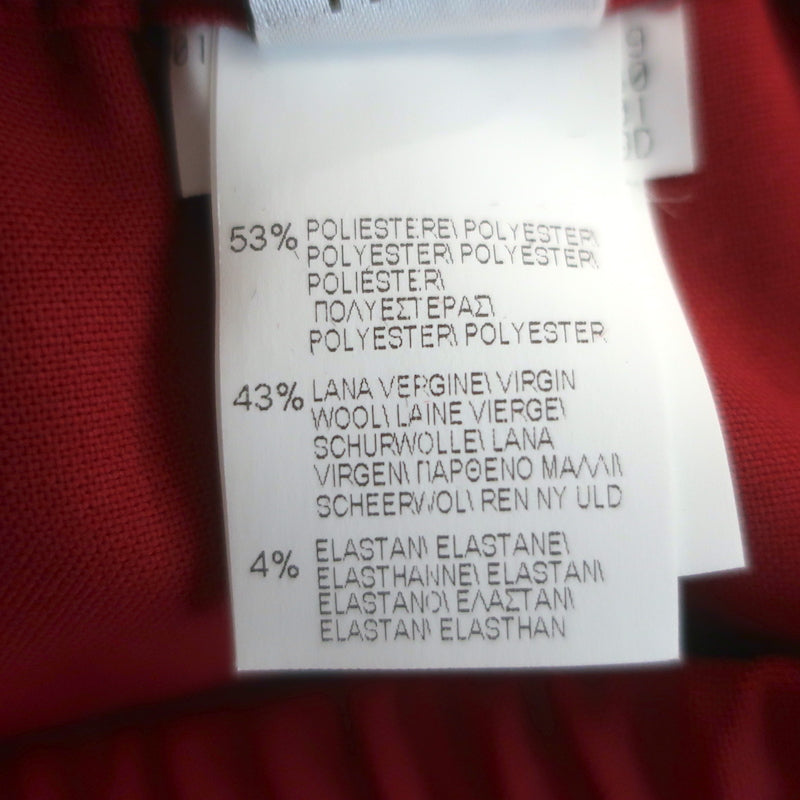 01
53% POLIESTERE\ POLYESTER\
POLYESTER\ POLYESTER\
POLIÉSTER\
ΠΟΛΥΕΣΤΕΡΑΣ\
POLYESTER\ POLYESTER
43% LANA VERGINE\ VIRGIN
WOOL\ LAINE VIERGE\
SCHURWOLLE\ LANA
VIRGEN\ ΠΑΡΘΕΝΟ ΜΑΛΛΙ\
SCHEERWOL\ REN NY ULD
4% ELASTAN\ ELASTANE\
ELASTHANNE\ ELASTAN\
ELASTANO\ ΕΛΑΣΤΑΝ\
ELASTAN\ ELASTHAN